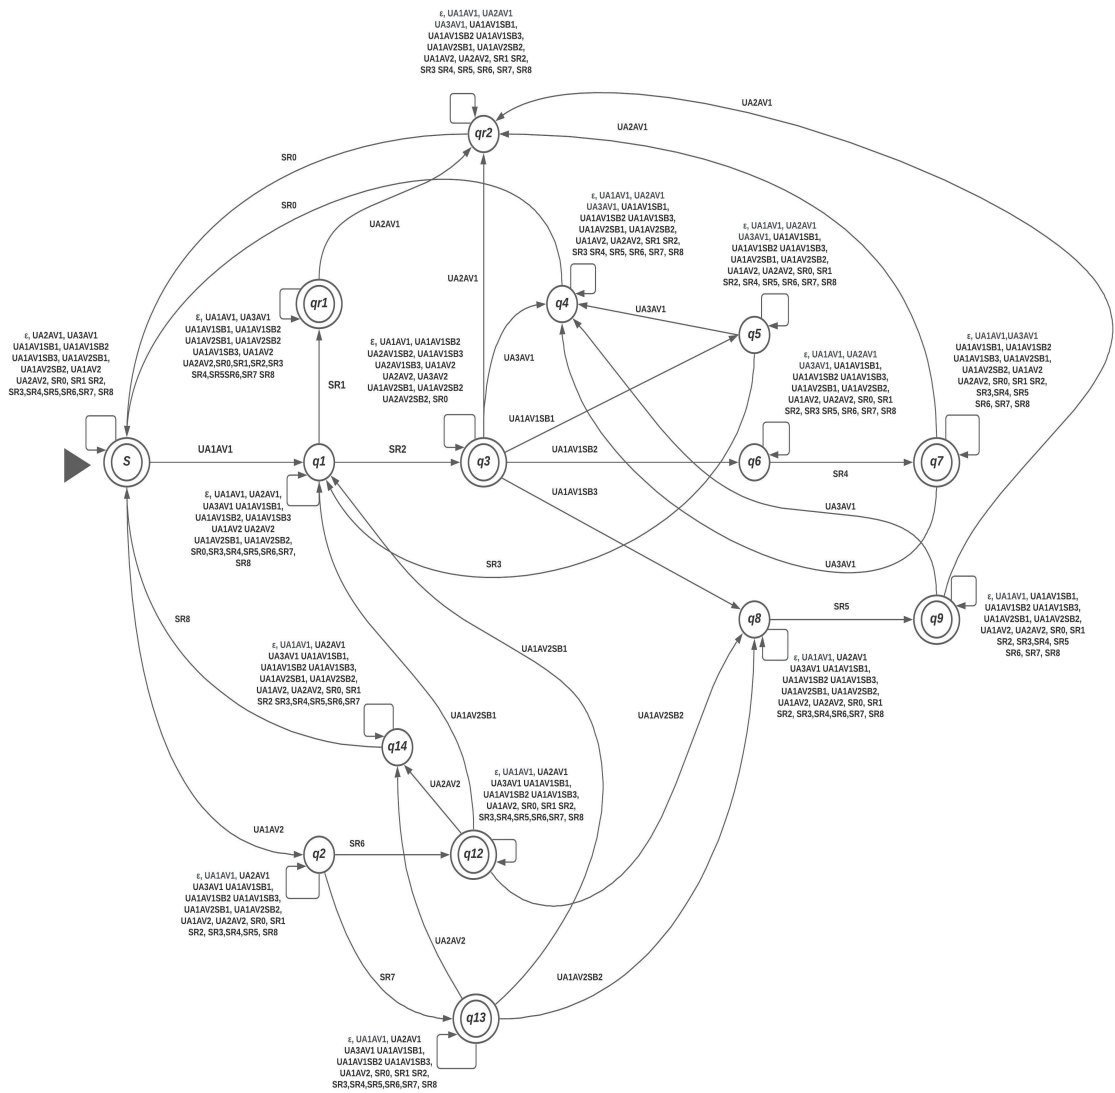 ε, UA1AV1, UA2AV1
UA3AV1, UA1AV1SB1,
UA1AV1SB2 UA1AV1SB3,
UA1AV2SB1, UA1AV2SB2,
UA1AV2, UA2AV2, SR1 SR2,
SR3 SR4, SR5, SR6, SR7, SR8
UA2AV1
UA2AV1
qr2
SR0
SR0
UA2AV1
ε, UA1AV1, UA2AV1
UA3AV1, UA1AV1SB1,
UA1AV1SB2 UA1AV1SB3,
UA1AV2SB1, UA1AV2SB2,
UA1AV2, UA2AV2, SR1 SR2,
SR3 SR4, SR5, SR6, SR7, SR8
ε, UA1AV1, UA2AV1
UA3AV1, UA1AV1SB1,
UA1AV1SB2 UA1AV1SB3,
UA1AV2SB1, UA1AV2SB2,
UA1AV2, UA2AV2, SR0, SR1
SR2, SR4, SR5, SR6, SR7, SR8
UA2AV1
qr1
q4
UA3AV1
q5
ε, UA1AV1, UA3AV1
UA1AV1SB1, UA1AV1SB2
UA1AV2SB1, UA1AV2SB2
UA1AV1SB3, UA1AV2
UA2AV2,SR0,SR1,SR2,SR3
SR4,SR5SR6,SR7 SR8
ε, UA2AV1, UA3AV1
UA1AV1SB1, UA1AV1SB2
UA1AV1SB3, UA1AV2SB1,
UA1AV2SB2, UA1AV2
UA2AV2, SR0, SR1 SR2,
SR3,SR4,SR5,SR6,SR7, SR8
ε, UA1AV1, UA1AV1SB2
UA2AV1SB2, UA1AV1SB3
UA2AV1SB3, UA1AV2
UA2AV2, UA3AV2
UA1AV2SB1, UA1AV2SB2
UA2AV2SB2, SR0
UA3AV1
ε, UA1AV1, UA2AV1
UA3AV1, UA1AV1SB1,
UA1AV1SB2 UA1AV1SB3,
UA1AV2SB1, UA1AV2SB2,
UA1AV2, UA2AV2, SR0, SR1
SR2, SR3 SR5, SR6, SR7, SR8
ε, UA1AV1,UA3AV1
UA1AV1SB1, UA1AV1SB2
UA1AV1SB3, UA1AV2SB1,
UA1AV2SB2, UA1AV2
UA2AV2, SR0, SR1 SR2,
SR3,SR4, SR5
SR6, SR7, SR8
SR1
UA1AV1SB1
S
UA1AV1
q1
SR2
q3
UA1AV1SB2
q6
SR4
q7
UA1AV1SB3
UA3AV1
ε, UA1AV1, UA2AV1,
UA3AV1 UA1AV1SB1,
UA1AV1SB2, UA1AV1SB3
UA1AV2 UA2AV2
UA1AV2SB1, UA1AV2SB2,
SR0,SR3,SR4,SR5,SR6,SR7,
SR8
SR3
UA3AV1
SR8
q8
SR5
q9
ε, UA1AV1, UA1AV1SB1,
UA1AV1SB2 UA1AV1SB3,
UA1AV2SB1, UA1AV2SB2,
UA1AV2, UA2AV2, SR0, SR1
SR2, SR3,SR4, SR5
SR6, SR7, SR8
ε, UA1AV1, UA2AV1
UA3AV1 UA1AV1SB1,
UA1AV1SB2 UA1AV1SB3,
UA1AV2SB1, UA1AV2SB2,
UA1AV2, UA2AV2, SR0, SR1
SR2 SR3,SR4,SR5,SR6,SR7
UA1AV2SB1
ε, UA1AV1, UA2AV1
UA3AV1 UA1AV1SB1,
UA1AV1SB2 UA1AV1SB3,
UA1AV2SB1, UA1AV2SB2,
UA1AV2, UA2AV2, SR0, SR1
SR2, SR3,SR4,SR6,SR7, SR8
UA1AV2SB1
UA1AV2SB2
q14
UA2AV2
ε, UA1AV1, UA2AV1
UA3AV1 UA1AV1SB1,
UA1AV1SB2 UA1AV1SB3,
UA1AV2, SR0, SR1 SR2,
SR3,SR4,SR5,SR6,SR7, SR8
UA1AV2
q2
SR6
q12
ε, UA1AV1, UA2AV1
UA3AV1 UA1AV1SB1,
UA1AV1SB2 UA1AV1SB3,
UA1AV2SB1, UA1AV2SB2,
UA1AV2, UA2AV2, SR0, SR1
SR2, SR3,SR4,SR5, SR8
UA2AV2
SR7
UA1AV2SB2
q13
ε, UA1AV1, UA2AV1
UA3AV1 UA1AV1SB1,
UA1AV1SB2 UA1AV1SB3,
UA1AV2, SR0, SR1 SR2,
SR3,SR4,SR5,SR6,SR7, SR8